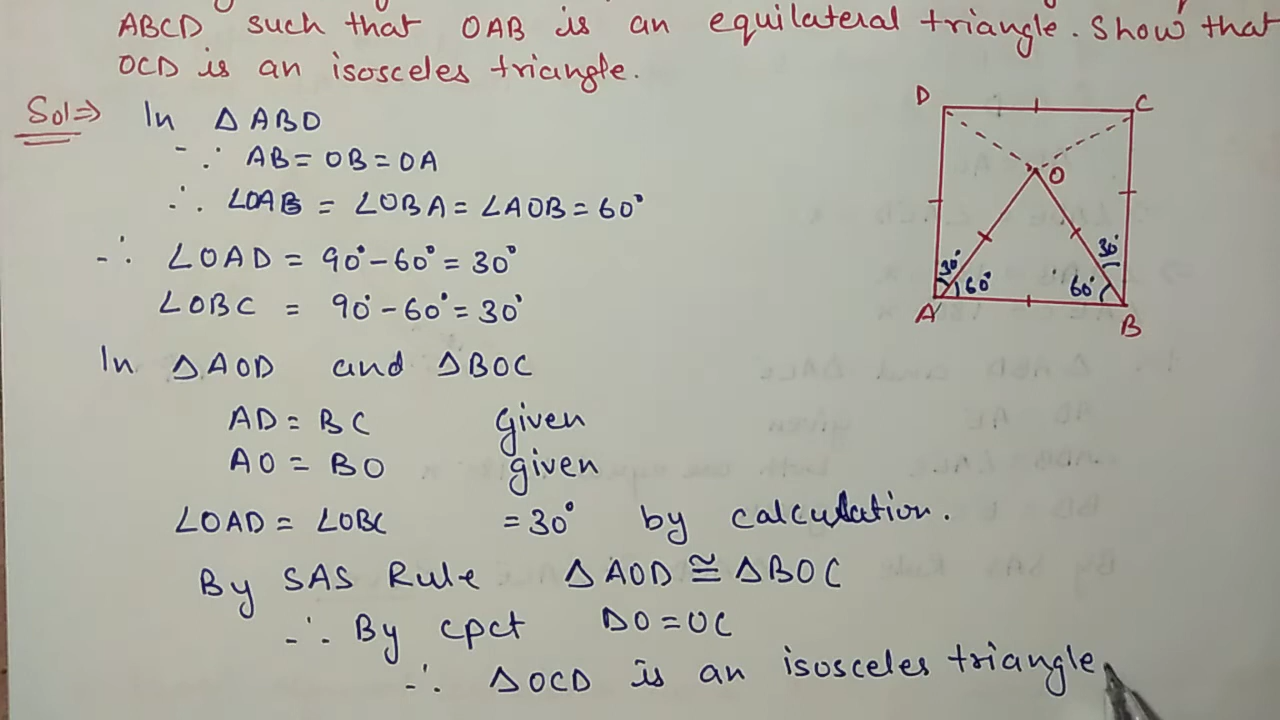 ABCD such that OAB is an equilateral triangle. Show that
OCD is an isosceles triangle.
Sol⇒ In △ABO
∵ AB = OB = OA
∴ ∠OAB = ∠OBA = ∠AOB = 60°
∴ ∠OAD = 90° - 60° = 30°
∠OBC = 90° - 60° = 30°
In △AOD and △BOC
AD = BC given
AO = BO given
∠OAD = ∠OBC = 30° by calculation.
By SAS Rule △AOD ≅ △BOC
∴ By cpct DO = OC
∴ △OCD is an isosceles triangle
D C
O
30° 60° 60° 30°
A B